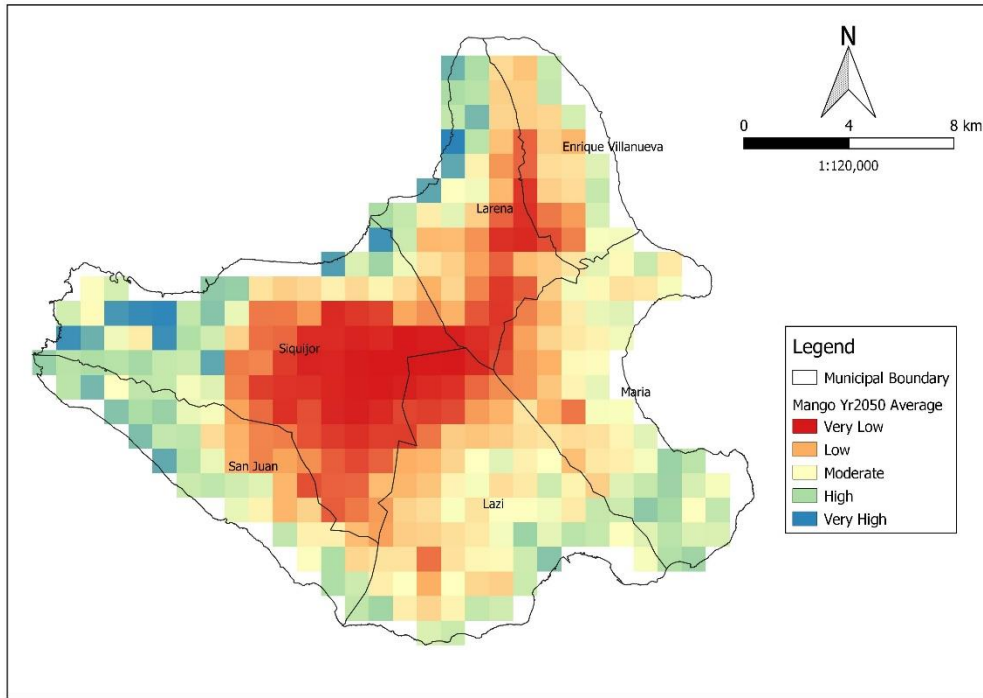 N
0 4 8 km
1:120,000
Enrique Villanueva
Larena
Siquijor
Maria
San Juan
Lazi
Legend
Municipal Boundary
Mango Yr2050 Average
Very Low
Low
Moderate
High
Very High